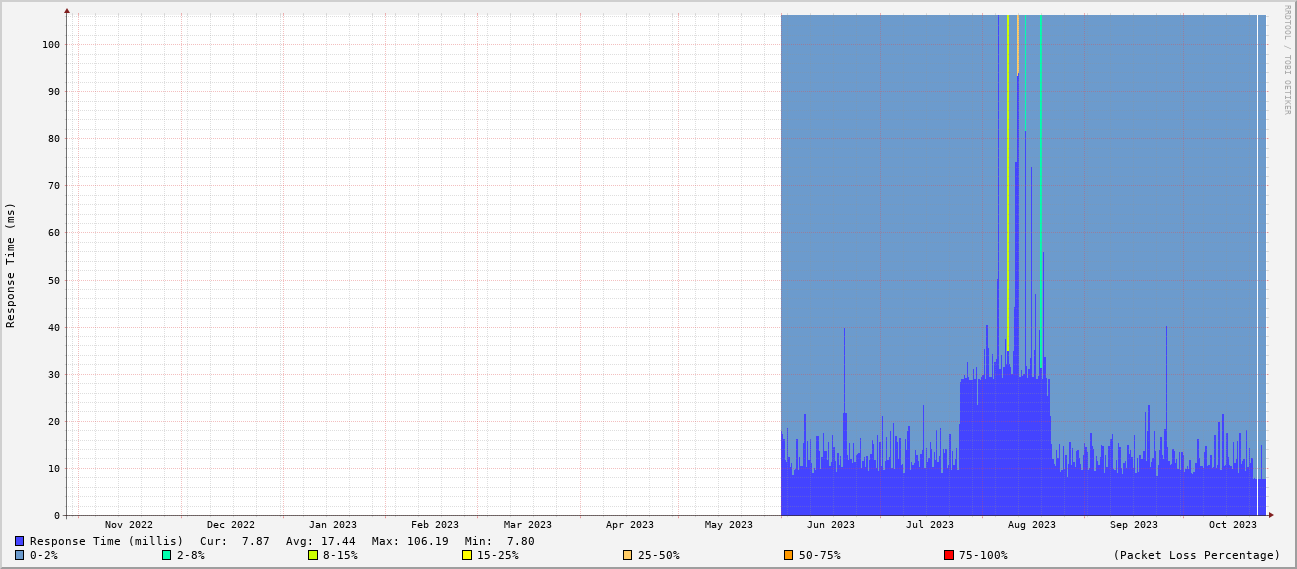 RRDTOOL / TOBI OETIKER
Response Time (ms)
100
90
80
70
60
50
40
30
20
10
0
Nov 2022 Dec 2022 Jan 2023 Feb 2023 Mar 2023 Apr 2023 May 2023 Jun 2023 Jul 2023 Aug 2023 Sep 2023 Oct 2023
Response Time (millis) Cur: 7.87 Avg: 17.44 Max: 106.19 Min: 7.80
0-2% 2-8% 8-15% 15-25% 25-50% 50-75% 75-100% (Packet Loss Percentage)